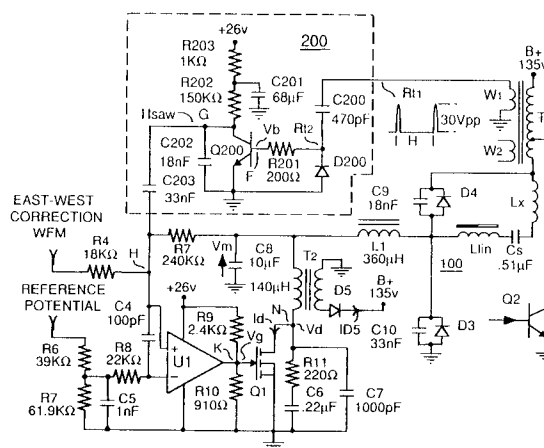 +26v
200
R203
1KΩ
R202
150KΩ
C201
68µF
Hsaw
G
C202
18nF
Q200
Vb
F
R201
200Ω
Rt2
C200
470pF
D200
C203
33nF
Rt1
H
30Vpp
W1
W2
B+
135v
T
EAST-WEST
CORRECTION
WFM
R4
18KΩ
H
R7
240KΩ
Vm
C8
10µF
140µH
T2
L1
360µH
C9
18nF
D4
Lx
Llin
Cs
.51µF
100
REFERENCE
POTENTIAL
C4
100pF
+26v
R9
2.4KΩ
Id
N
Vd
D5
ID5
B+
135v
C10
33nF
D3
Q2
R6
39KΩ
R8
22KΩ
U1
+
−
K
Vg
Q1
R11
220Ω
C6
.22µF
C7
1000pF
R7
61.9KΩ
C5
1nF
R10
910Ω